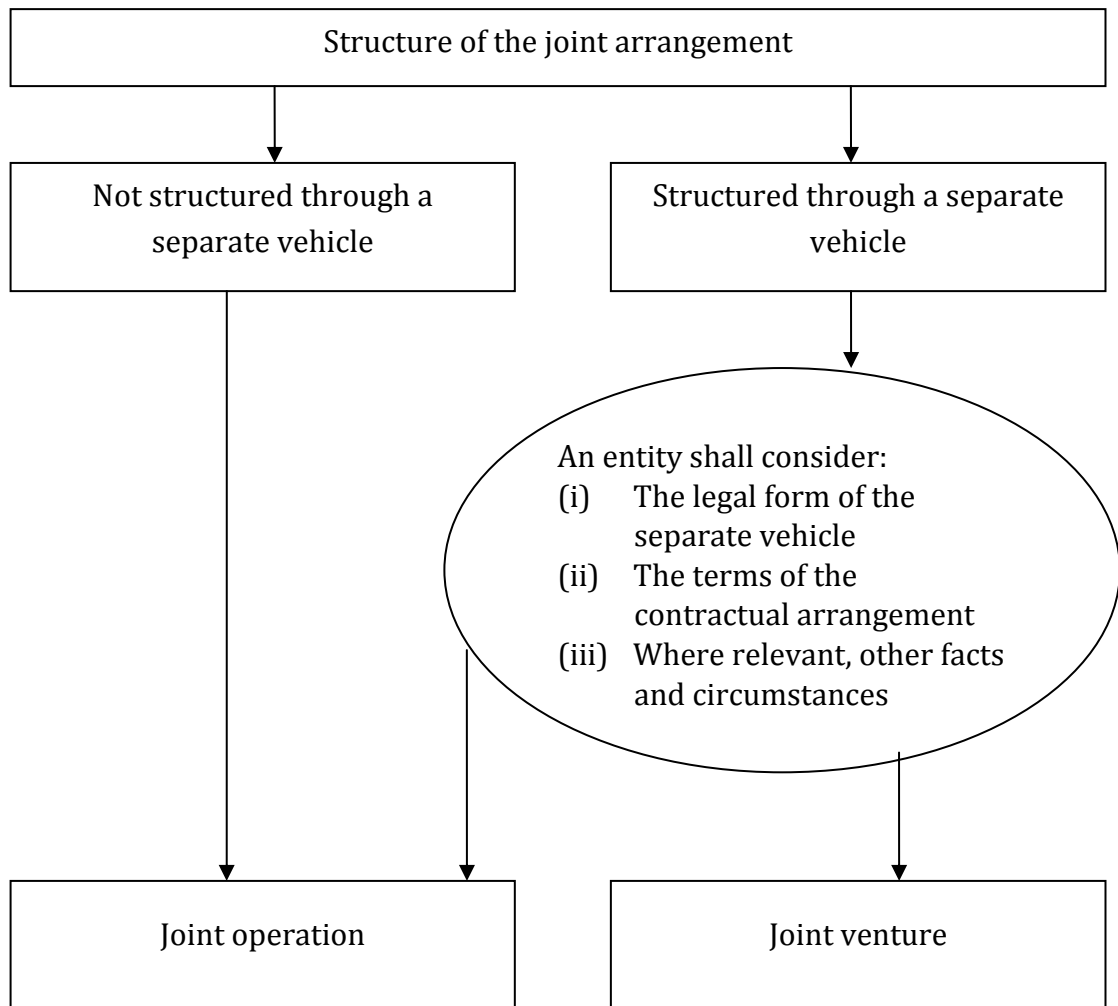 Structure of the joint arrangement
Not structured through a
separate vehicle
Structured through a separate
vehicle
An entity shall consider:
(i) The legal form of the
separate vehicle
(ii) The terms of the
contractual arrangement
(iii) Where relevant, other facts
and circumstances
Joint operation
Joint venture